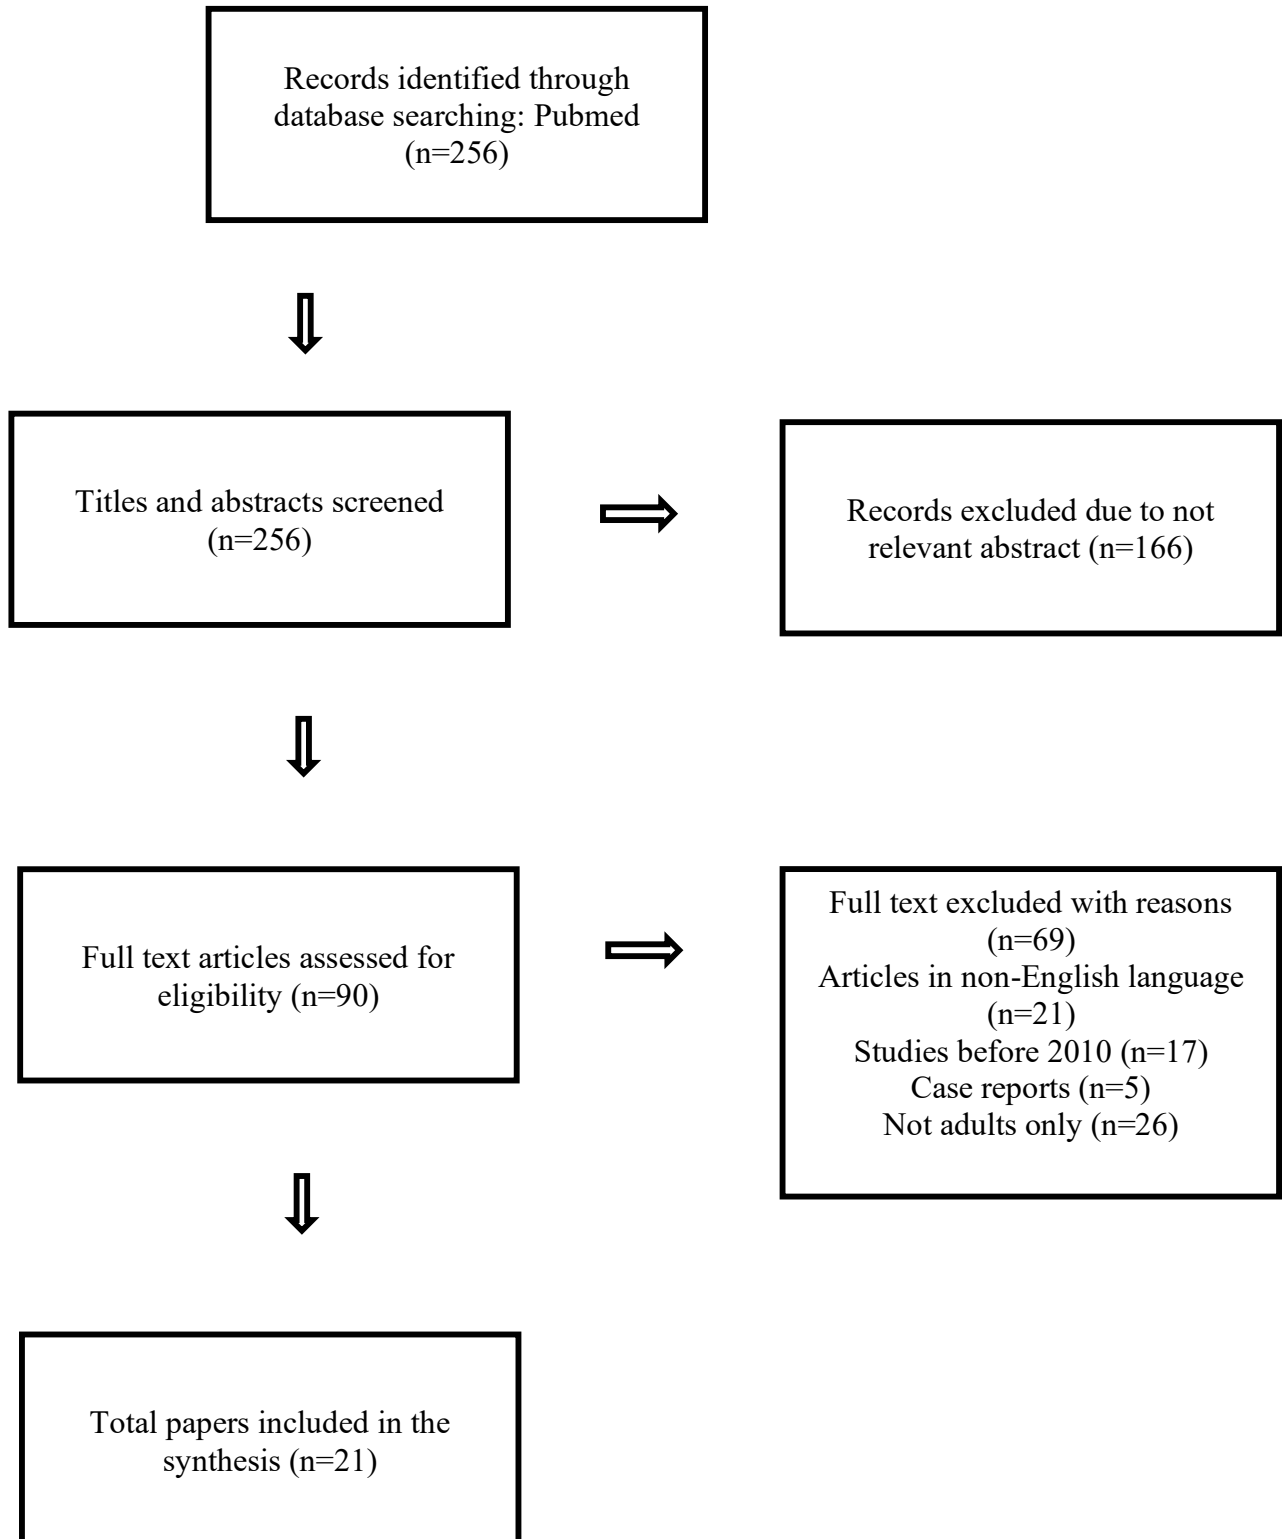 Records identified through
database searching: Pubmed
(n=256)
Titles and abstracts screened
(n=256)
Records excluded due to not
relevant abstract (n=166)
Full text articles assessed for
eligibility (n=90)
Full text excluded with reasons
(n=69)
Articles in non-English language
(n=21)
Studies before 2010 (n=17)
Case reports (n=5)
Not adults only (n=26)
Total papers included in the
synthesis (n=21)